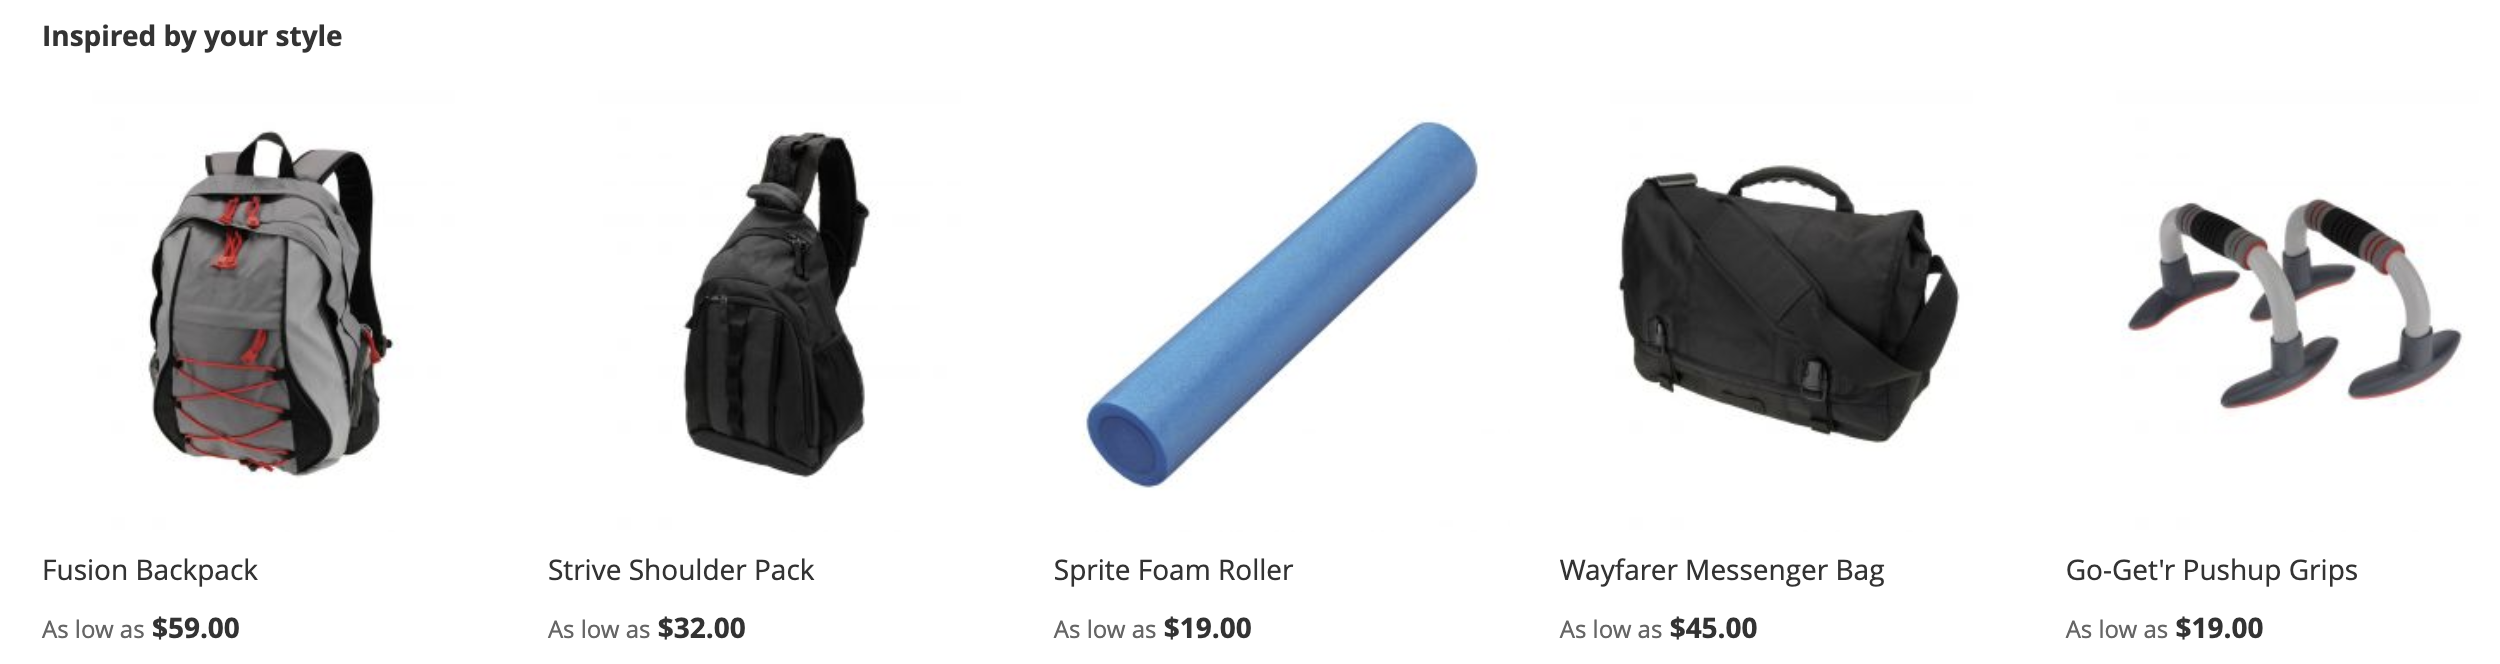 Inspired by your style
Fusion Backpack
As low as $59.00
Strive Shoulder Pack
As low as $32.00
Sprite Foam Roller
As low as $19.00
Wayfarer Messenger Bag
As low as $45.00
Go-Get'r Pushup Grips
As low as $19.00